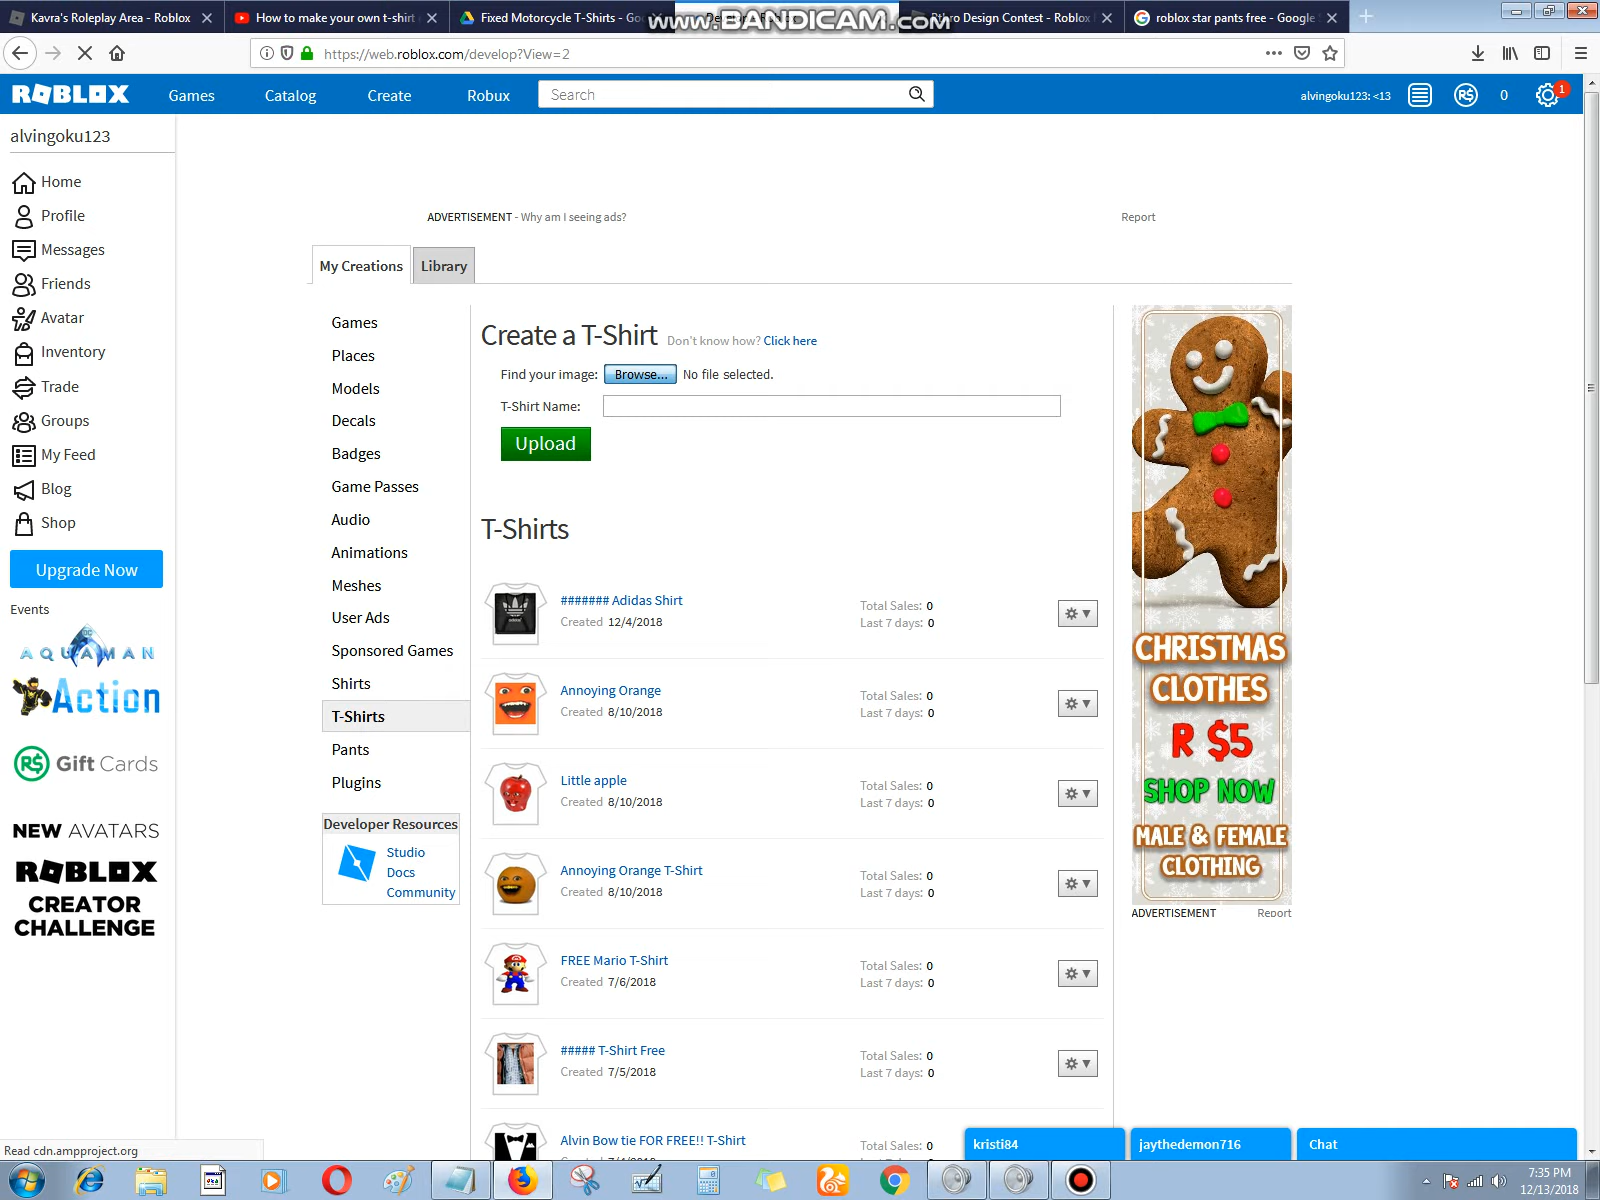 Kavra's Roleplay Area - Roblox
How to make your own t-shirt
Fixed Motorcycle T-Shirts - Go
www.BANDICAM.com
Design Contest - Roblox
roblox star pants free - Google
https://web.roblox.com/develop?View=2
ROBLOX
Games
Catalog
Create
Robux
Search
alvingoku123: <13
R$
0
1
alvingoku123
Home
Profile
Messages
Friends
Avatar
Inventory
Trade
Groups
My Feed
Blog
Shop
Upgrade Now
Events
DC
AQUAMAN
Action
R$ Gift Cards
NEW AVATARS
ROBLOX
CREATOR
CHALLENGE
ADVERTISEMENT - Why am I seeing ads?
Report
My Creations
Library
Games
Places
Models
Decals
Badges
Game Passes
Audio
Animations
Meshes
User Ads
Sponsored Games
Shirts
T-Shirts
Pants
Plugins
Developer Resources
Studio
Docs
Community
Create a T-Shirt Don't know how? Click here
Find your image: Browse... No file selected.
T-Shirt Name:
Upload
T-Shirts
####### Adidas Shirt
Created 12/4/2018
Total Sales: 0
Last 7 days: 0
Annoying Orange
Created 8/10/2018
Total Sales: 0
Last 7 days: 0
Little apple
Created 8/10/2018
Total Sales: 0
Last 7 days: 0
Annoying Orange T-Shirt
Created 8/10/2018
Total Sales: 0
Last 7 days: 0
FREE Mario T-Shirt
Created 7/6/2018
Total Sales: 0
Last 7 days: 0
##### T-Shirt Free
Created 7/5/2018
Total Sales: 0
Last 7 days: 0
Alvin Bow tie FOR FREE!! T-Shirt
Total Sales: 0
CHRISTMAS
CLOTHES
R $5
SHOP NOW
MALE & FEMALE
CLOTHING
ADVERTISEMENT
Report
kristi84
jaythedemon716
Chat
Read cdn.ampproject.org
7:35 PM
12/13/2018